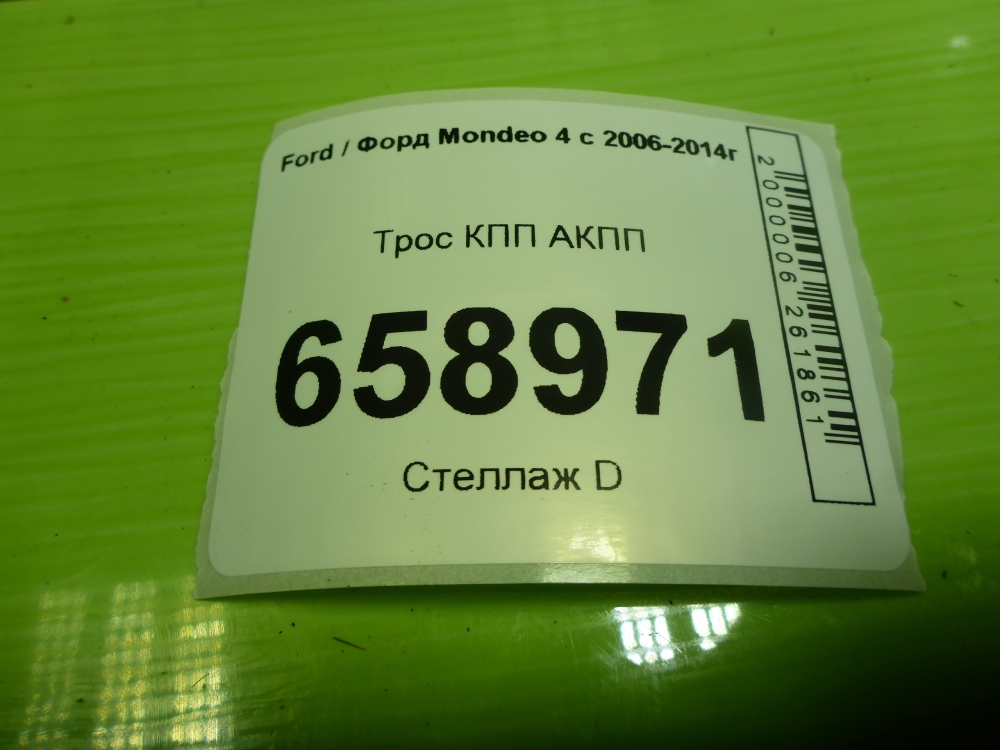 Ford / Форд Mondeo 4 с 2006-2014г
Трос КПП АКПП
658971
Стеллаж D
2000006261861